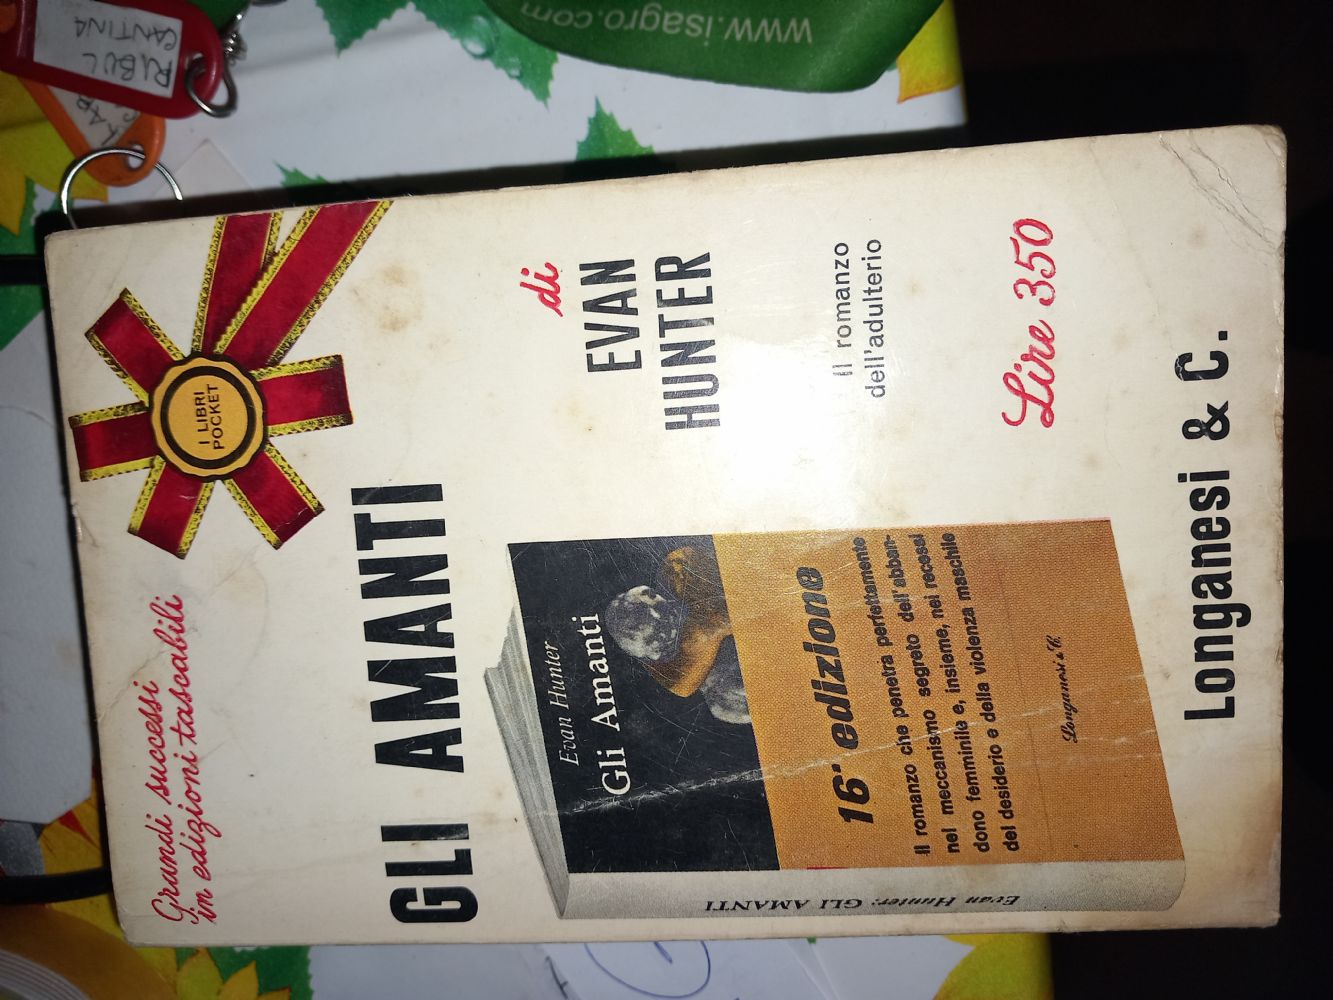 Grandi successi
in edizioni tascabili
I LIBRI
POCKET
GLI AMANTI
di
EVAN
HUNTER
Il romanzo
dell'adulterio
Lire 350
Evan Hunter
Gli Amanti
16ª edizione
Il romanzo che penetra perfettamente
nel meccanismo segreto dell'abban-
dono femminile e, insieme, nei recessi
del desiderio e della violenza maschile
Longanesi & C.
Evan Hunter: GLI AMANTI
Longanesi & C.
www.isagro.com
RIBUL
CANTINA